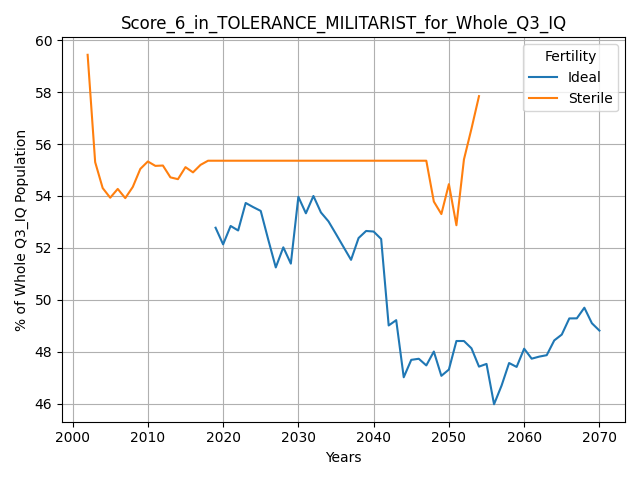 Score_6_in_TOLERANCE_MILITARIST_for_Whole_Q3_IQ
Fertility
Ideal
Sterile
% of Whole Q3_IQ Population
60
58
56
54
52
50
48
46
2000
2010
2020
2030
2040
2050
2060
2070
Years